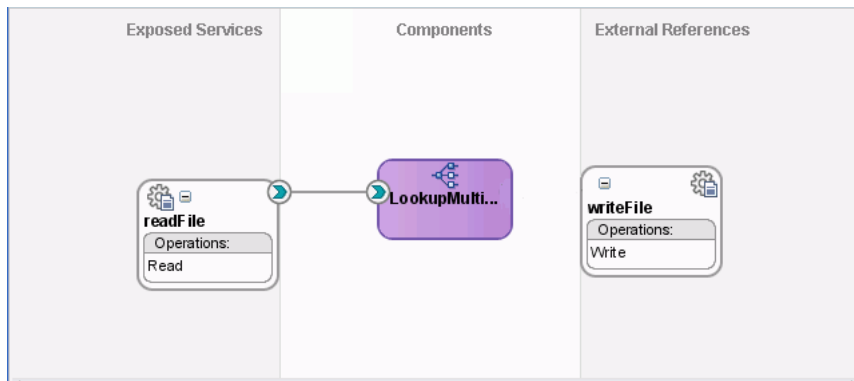 Exposed Services
Components
External References
readFile
Operations:
Read
LookupMulti...
writeFile
Operations:
Write